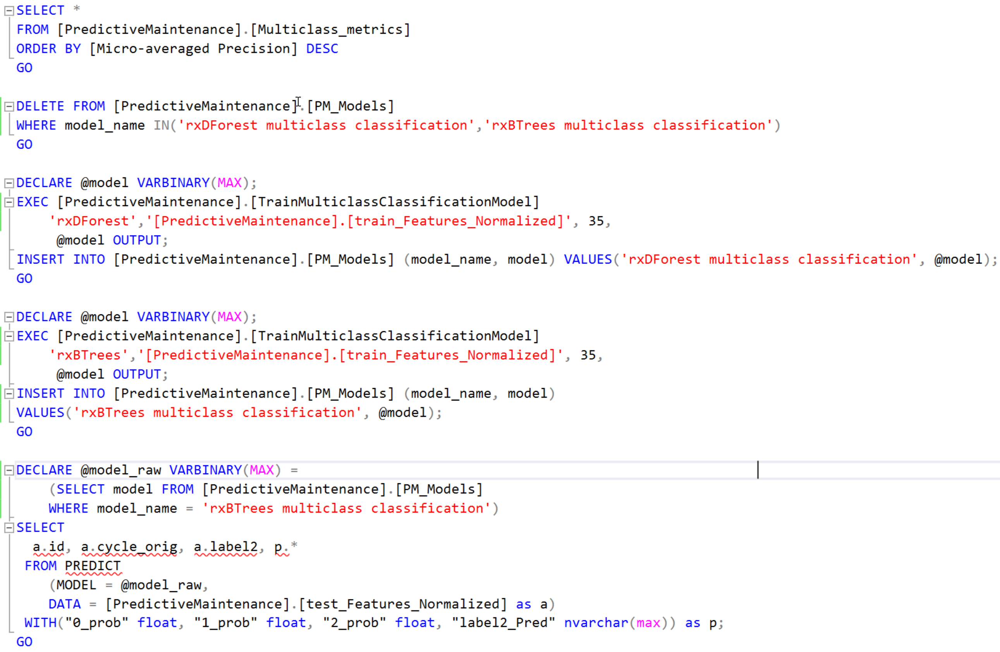 SELECT *
FROM [PredictiveMaintenance].[Multiclass_metrics]
ORDER BY [Micro-averaged Precision] DESC
GO
DELETE FROM [PredictiveMaintenance].[PM_Models]
WHERE model_name IN('rxDForest multiclass classification','rxBTrees multiclass classification')
GO
DECLARE @model VARBINARY(MAX);
EXEC [PredictiveMaintenance].[TrainMulticlassClassificationModel]
'rxDForest','[PredictiveMaintenance].[train_Features_Normalized]', 35,
@model OUTPUT;
INSERT INTO [PredictiveMaintenance].[PM_Models] (model_name, model) VALUES('rxDForest multiclass classification', @model);
GO
DECLARE @model VARBINARY(MAX);
EXEC [PredictiveMaintenance].[TrainMulticlassClassificationModel]
'rxBTrees','[PredictiveMaintenance].[train_Features_Normalized]', 35,
@model OUTPUT;
INSERT INTO [PredictiveMaintenance].[PM_Models] (model_name, model)
VALUES('rxBTrees multiclass classification', @model);
GO
DECLARE @model_raw VARBINARY(MAX) =
(SELECT model FROM [PredictiveMaintenance].[PM_Models]
WHERE model_name = 'rxBTrees multiclass classification')
SELECT
a.id, a.cycle_orig, a.label2, p.*
FROM PREDICT
(MODEL = @model_raw,
DATA = [PredictiveMaintenance].[test_Features_Normalized] as a)
WITH("0_prob" float, "1_prob" float, "2_prob" float, "label2_Pred" nvarchar(max)) as p;
GO